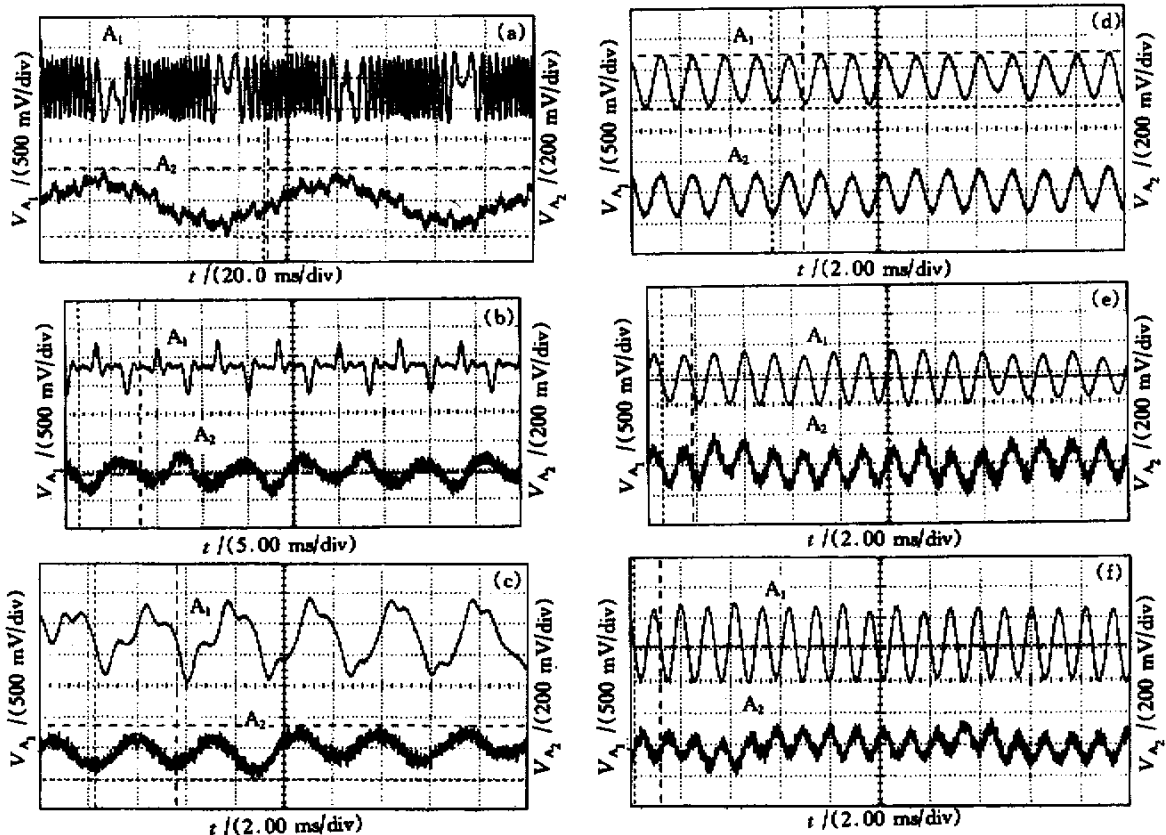 (a)
A₁
A₂
V_A₁/(500 mV/div)
V_A₂/(200 mV/div)
t/(20.0 ms/div)
(b)
A₁
A₂
V_A₁/(500 mV/div)
V_A₂/(200 mV/div)
t/(5.00 ms/div)
(c)
A₁
A₂
V_A₁/(500 mV/div)
V_A₂/(200 mV/div)
t/(2.00 ms/div)
(d)
A₁
A₂
V_A₁/(500 mV/div)
V_A₂/(200 mV/div)
t/(2.00 ms/div)
(e)
A₁
A₂
V_A₁/(500 mV/div)
V_A₂/(200 mV/div)
t/(2.00 ms/div)
(f)
A₁
A₂
V_A₁/(500 mV/div)
V_A₂/(200 mV/div)
t/(2.00 ms/div)